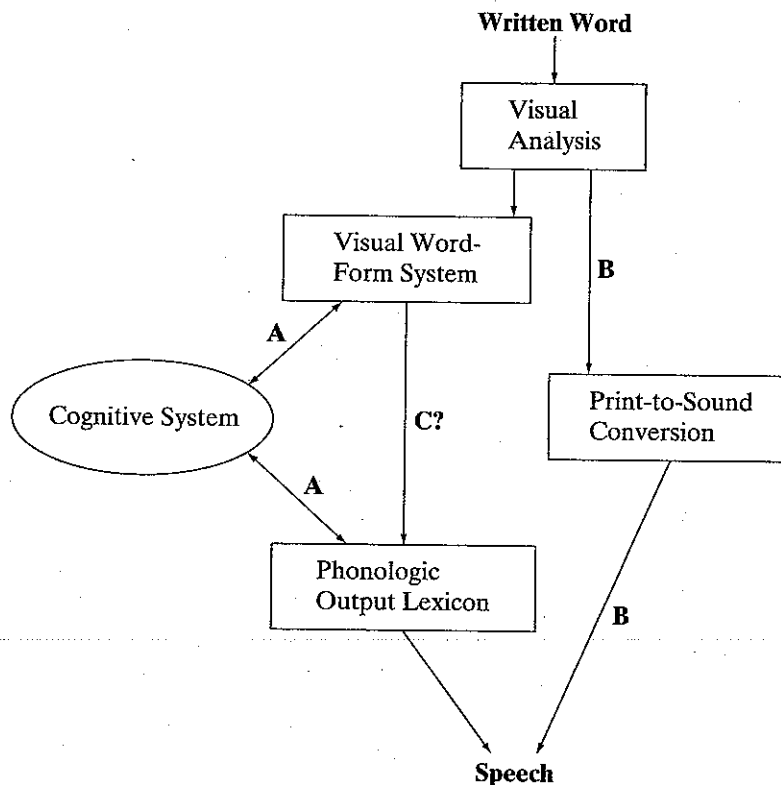 Written Word
Visual
Analysis
Visual Word-
Form System
B
A
Cognitive System
C?
Print-to-Sound
Conversion
A
Phonologic
Output Lexicon
B
Speech